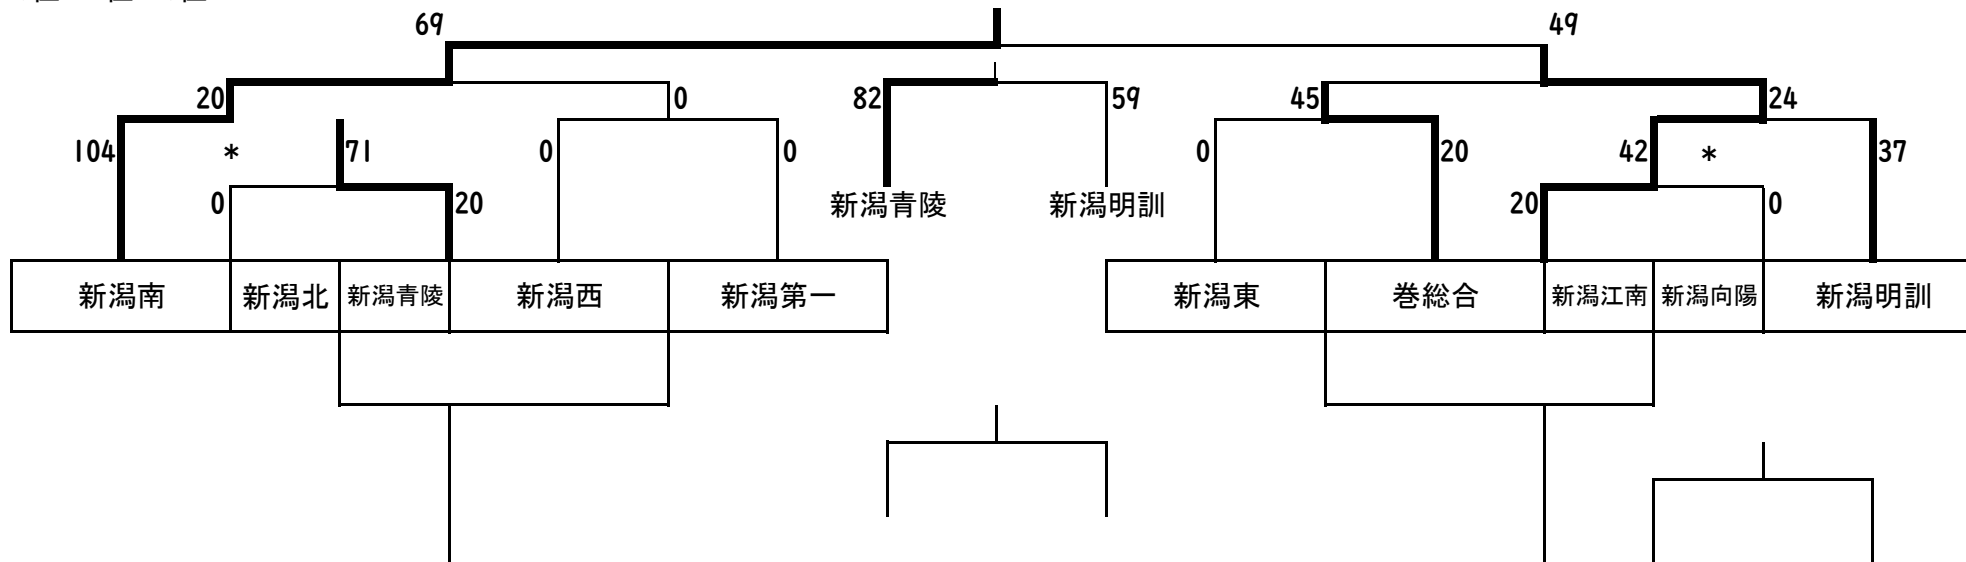 69 49
20 0 82 59 45 24
104 * 71 0 0 0 20 42 * 37
0 20 新潟青陵 新潟明訓 20 0
新潟南 新潟北 新潟青陵 新潟西 新潟第一 新潟東 巻総合 新潟江南 新潟向陽 新潟明訓